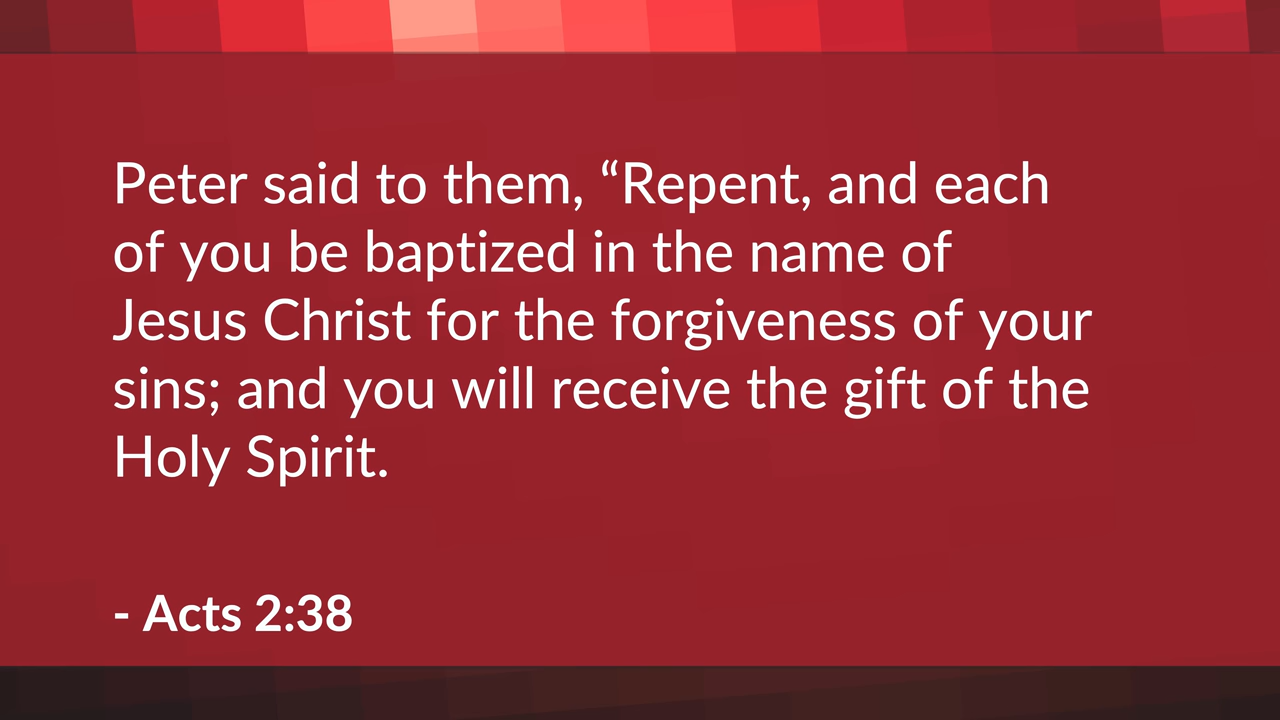 Peter said to them, “Repent, and each
of you be baptized in the name of
Jesus Christ for the forgiveness of your
sins; and you will receive the gift of the
Holy Spirit.
- Acts 2:38